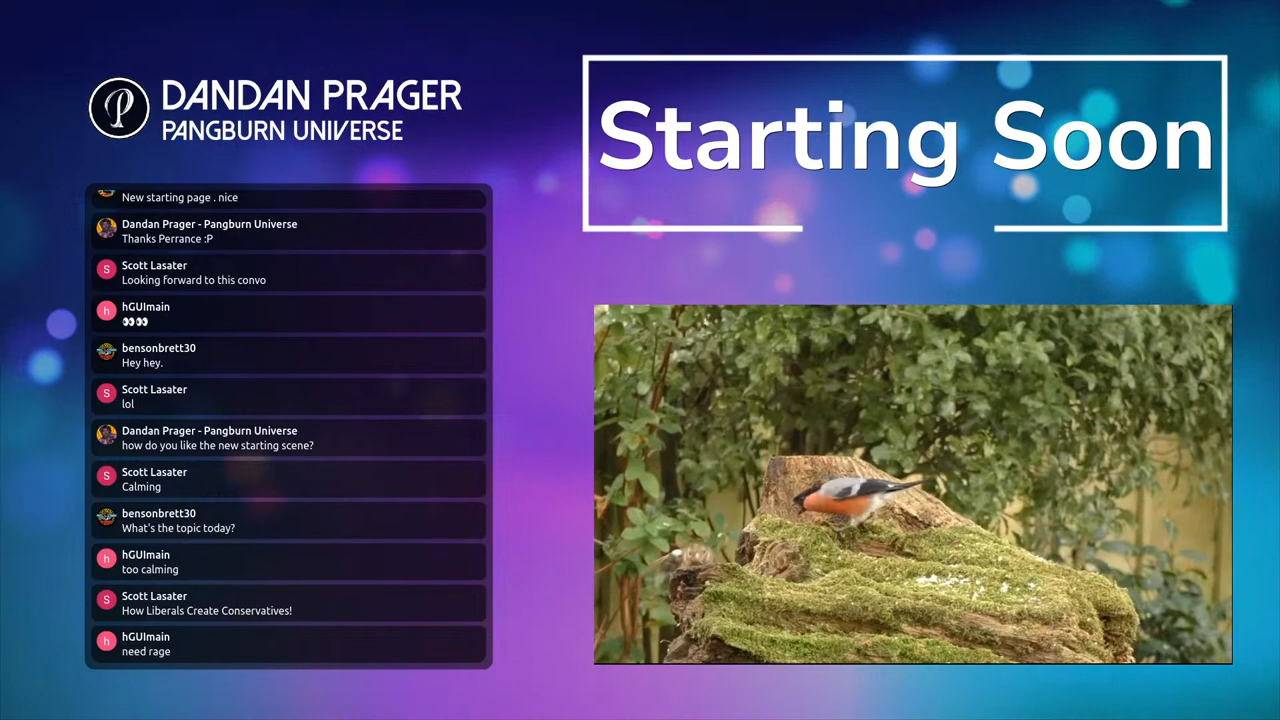 DANDAN PRAGER
PANGBURN UNIVERSE
Starting Soon
New starting page . nice
Dandan Prager - Pangburn Universe
Thanks Perrance :P
S
Scott Lasater
Looking forward to this convo
h
hGUImain
👀👀
bensonbrett30
Hey hey.
S
Scott Lasater
lol
Dandan Prager - Pangburn Universe
how do you like the new starting scene?
S
Scott Lasater
Calming
bensonbrett30
What's the topic today?
h
hGUImain
too calming
S
Scott Lasater
How Liberals Create Conservatives!
h
hGUImain
need rage